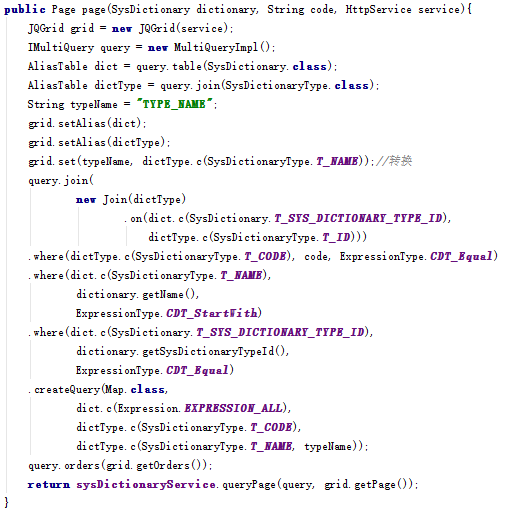 public Page page(SysDictionary dictionary, String code, HttpService service){
JQGrid grid = new JQGrid(service);
IMultiQuery query = new MultiQueryImpl();
AliasTable dict = query.table(SysDictionary.class);
AliasTable dictType = query.join(SysDictionaryType.class);
String typeName = "TYPE_NAME";
grid.setAlias(dict);
grid.setAlias(dictType);
grid.set(typeName, dictType.c(SysDictionaryType.T_NAME));//转换
query.join(
new Join(dictType)
.on(dict.c(SysDictionary.T_SYS_DICTIONARY_TYPE_ID),
dictType.c(SysDictionaryType.T_ID)))
.where(dictType.c(SysDictionaryType.T_CODE), code, ExpressionType.CDT_Equal)
.where(dict.c(SysDictionaryType.T_NAME),
dictionary.getName(),
ExpressionType.CDT_StartWith)
.where(dict.c(SysDictionary.T_SYS_DICTIONARY_TYPE_ID),
dictionary.getSysDictionaryTypeId(),
ExpressionType.CDT_Equal)
.createQuery(Map.class,
dict.c(Expression.EXPRESSION_ALL),
dictType.c(SysDictionaryType.T_CODE),
dictType.c(SysDictionaryType.T_NAME, typeName));
query.orders(grid.getOrders());
return sysDictionaryService.queryPage(query, grid.getPage());
}